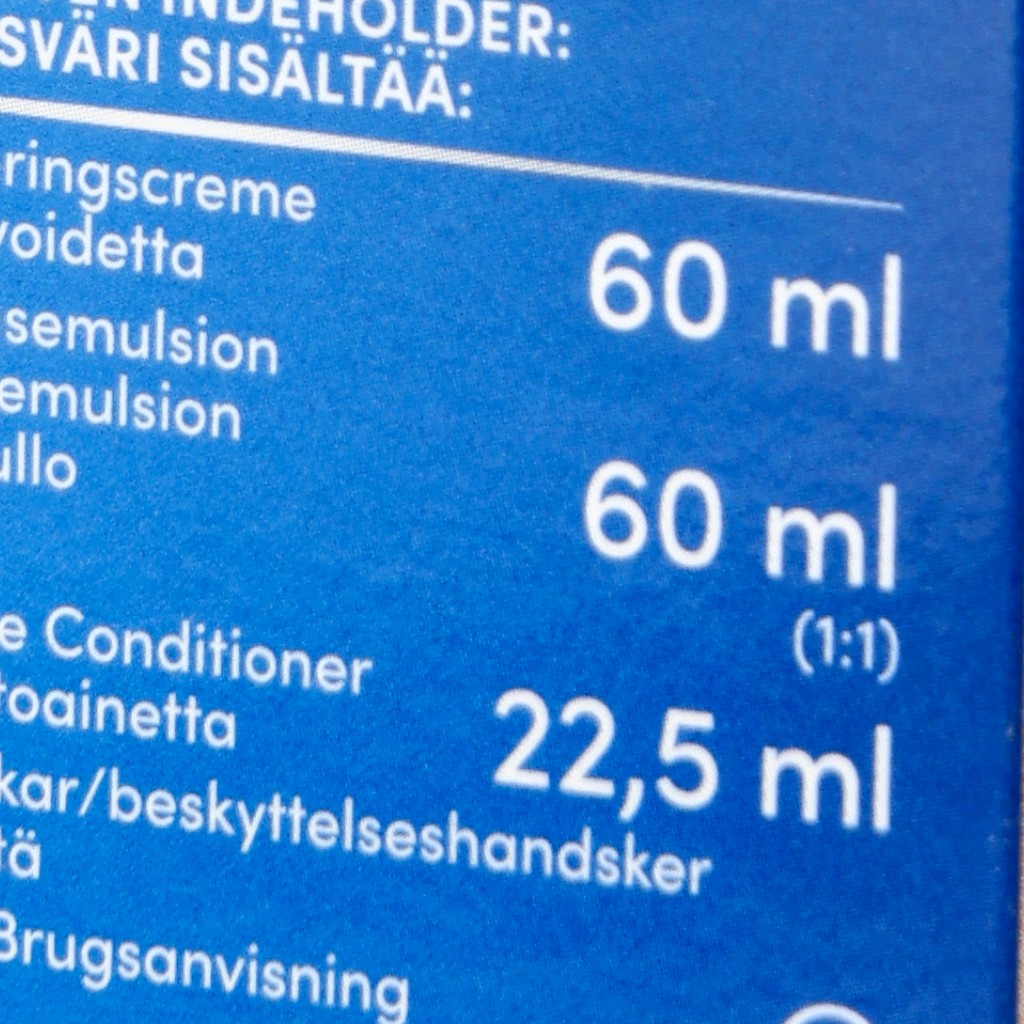 INDEHOLDER:
SVÄRI SISÄLTÄÄ:
ringscreme
voidetta
60 ml
semulsion
emulsion
ullo
60 ml
(1:1)
e Conditioner
toainetta
22,5 ml
kar/beskyttelseshandsker
tä
Brugsanvisning